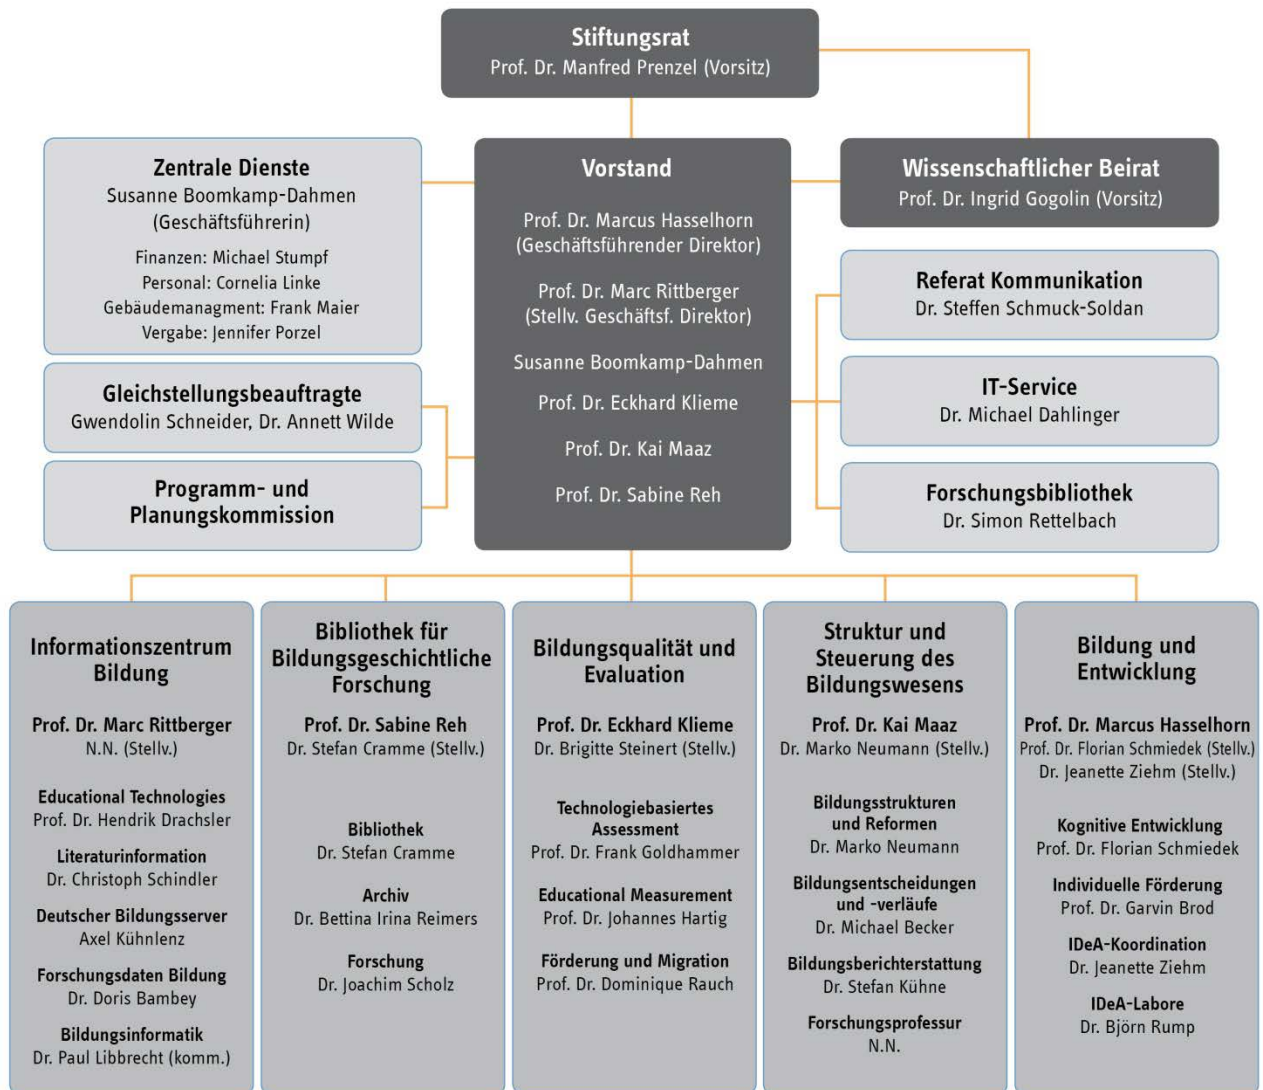 Stiftungsrat
Prof. Dr. Manfred Prenzel (Vorsitz)
Zentrale Dienste
Susanne Boomkamp-Dahmen
(Geschäftsführerin)
Finanzen: Michael Stumpf
Personal: Cornelia Linke
Gebäudemanagment: Frank Maier
Vergabe: Jennifer Porzel
Gleichstellungsbeauftragte
Gwendolin Schneider, Dr. Annett Wilde
Programm- und
Planungskommission
Vorstand
Prof. Dr. Marcus Hasselhorn
(Geschäftsführender Direktor)
Prof. Dr. Marc Rittberger
(Stellv. Geschäftsf. Direktor)
Susanne Boomkamp-Dahmen
Prof. Dr. Eckhard Klieme
Prof. Dr. Kai Maaz
Prof. Dr. Sabine Reh
Wissenschaftlicher Beirat
Prof. Dr. Ingrid Gogolin (Vorsitz)
Referat Kommunikation
Dr. Steffen Schmuck-Soldan
IT-Service
Dr. Michael Dahlinger
Forschungsbibliothek
Dr. Simon Rettelbach
Informationszentrum
Bildung
Prof. Dr. Marc Rittberger
N.N. (Stellv.)
Educational Technologies
Prof. Dr. Hendrik Drachsler
Literaturinformation
Dr. Christoph Schindler
Deutscher Bildungsserver
Axel Kühnlenz
Forschungsdaten Bildung
Dr. Doris Bambey
Bildungsinformatik
Dr. Paul Libbrecht (komm.)
Bibliothek für
Bildungsgeschichtliche
Forschung
Prof. Dr. Sabine Reh
Dr. Stefan Cramme (Stellv.)
Bibliothek
Dr. Stefan Cramme
Archiv
Dr. Bettina Irina Reimers
Forschung
Dr. Joachim Scholz
Bildungsqualität und
Evaluation
Prof. Dr. Eckhard Klieme
Dr. Brigitte Steinert (Stellv.)
Technologiebasiertes
Assessment
Prof. Dr. Frank Goldhammer
Educational Measurement
Prof. Dr. Johannes Hartig
Förderung und Migration
Prof. Dr. Dominique Rauch
Struktur und
Steuerung des
Bildungswesens
Prof. Dr. Kai Maaz
Dr. Marko Neumann (Stellv.)
Bildungsstrukturen
und Reformen
Dr. Marko Neumann
Bildungsentscheidungen
und -verläufe
Dr. Michael Becker
Bildungsberichterstattung
Dr. Stefan Kühne
Forschungsprofessur
N.N.
Bildung und
Entwicklung
Prof. Dr. Marcus Hasselhorn
Prof. Dr. Florian Schmiedek (Stellv.)
Dr. Jeanette Ziehm (Stellv.)
Kognitive Entwicklung
Prof. Dr. Florian Schmiedek
Individuelle Förderung
Prof. Dr. Garvin Brod
IDeA-Koordination
Dr. Jeanette Ziehm
IDeA-Labore
Dr. Björn Rump